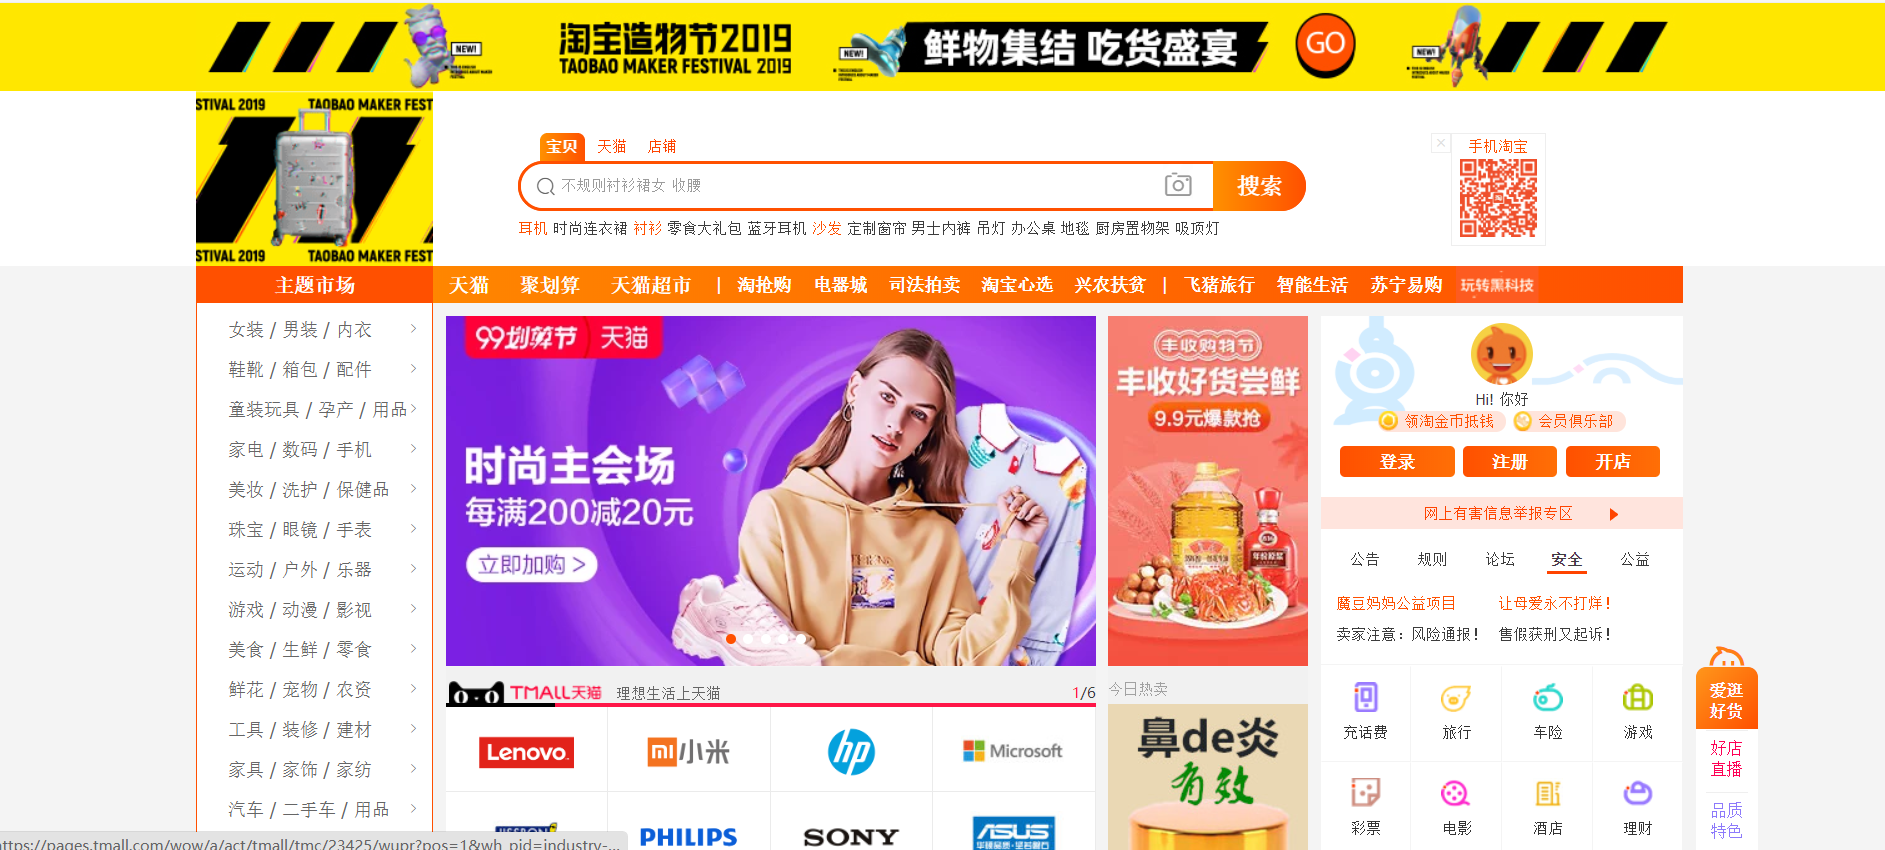 NEW!
淘宝造物节2019
TAOBAO MAKER FESTIVAL 2019
NEW!
鲜物集结 吃货盛宴
GO
NEW!
STIVAL 2019 TAOBAO MAKER FEST
STIVAL 2019 TAOBAO MAKER FEST
宝贝 天猫 店铺
不规则衬衫裙女 收腰
搜索
耳机 时尚连衣裙 衬衫 零食大礼包 蓝牙耳机 沙发 定制窗帘 男士内裤 吊灯 办公桌 地毯 厨房置物架 吸顶灯
手机淘宝
主题市场 天猫 聚划算 天猫超市 | 淘抢购 电器城 司法拍卖 淘宝心选 兴农扶贫 | 飞猪旅行 智能生活 苏宁易购 玩转黑科技
女装 / 男装 / 内衣
鞋靴 / 箱包 / 配件
童装玩具 / 孕产 / 用品
家电 / 数码 / 手机
美妆 / 洗护 / 保健品
珠宝 / 眼镜 / 手表
运动 / 户外 / 乐器
游戏 / 动漫 / 影视
美食 / 生鲜 / 零食
鲜花 / 宠物 / 农资
工具 / 装修 / 建材
家具 / 家饰 / 家纺
汽车 / 二手车 / 用品
https://pages.tmall.com/wow/a/act/tmall/tmc/23425/wupr?pos=1&wh_pid=industry-...
99划算节 天猫
时尚主会场
每满200减20元
立即加购 >
TMALL天猫 理想生活上天猫 1/6
Lenovo
mi小米
hp
Microsoft
PHILIPS
SONY
ASUS
华硕品质·坚若磐石
丰收购物节
丰收好货尝鲜
9.9元爆款抢
今日热卖
鼻de炎
有效
Hi! 你好
领淘金币抵钱 会员俱乐部
登录 注册 开店
网上有害信息举报专区
公告 规则 论坛 安全 公益
魔豆妈妈公益项目 让母爱永不打烊！
卖家注意：风险通报！ 售假获刑又起诉！
充话费 旅行 车险 游戏
彩票 电影 酒店 理财
爱逛
好货
好店
直播
品质
特色